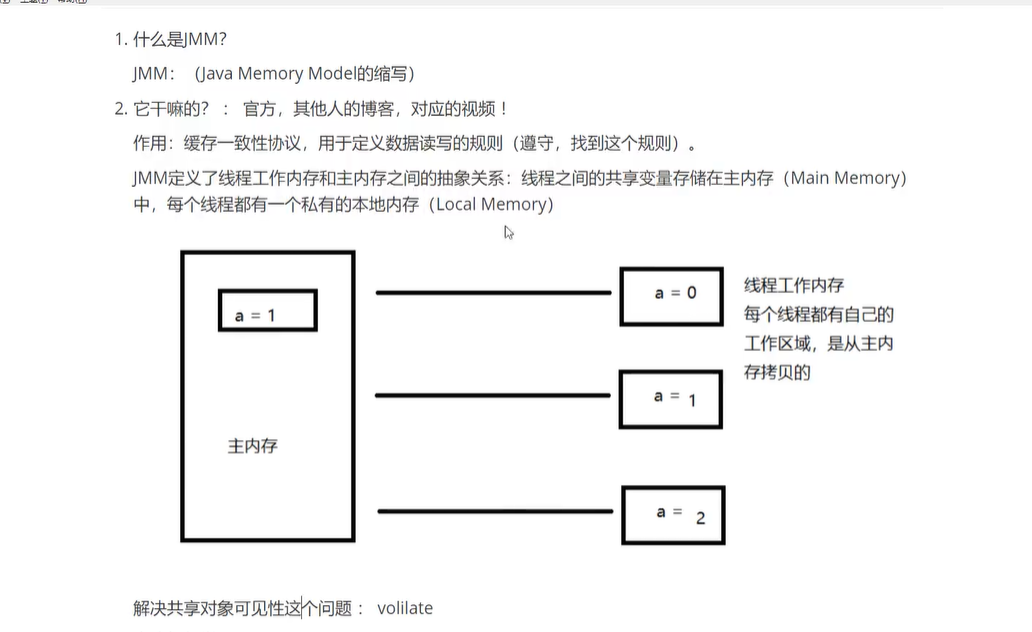 1. 什么是JMM？
JMM：（Java Memory Model的缩写）
2. 它干嘛的？ ： 官方，其他人的博客，对应的视频！
作用：缓存一致性协议，用于定义数据读写的规则（遵守，找到这个规则）。
JMM定义了线程工作内存和主内存之间的抽象关系：线程之间的共享变量存储在主内存（Main Memory）
中，每个线程都有一个私有的本地内存（Local Memory）
a = 1
主内存
a = 0
a = 1
a = 2
线程工作内存
每个线程都有自己的
工作区域，是从主内
存拷贝的
解决共享对象可见性这个问题： volilate